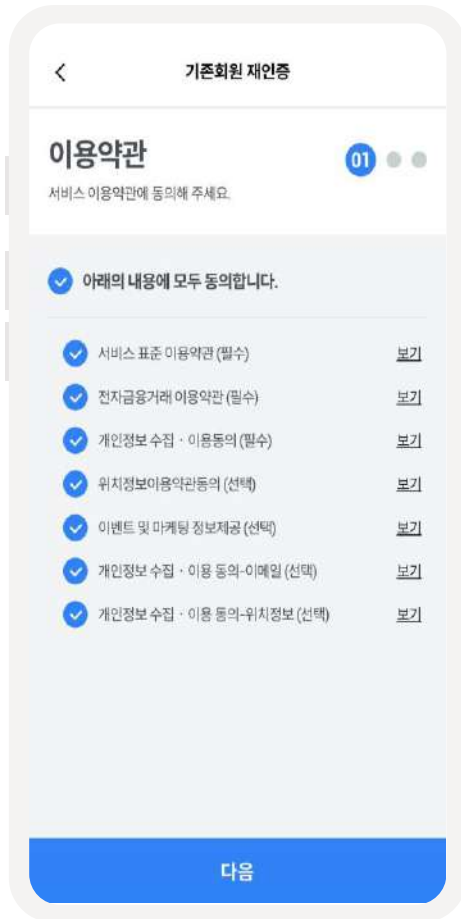 기존회원 재인증
이용약관
01
서비스 이용약관에 동의해 주세요.
아래의 내용에 모두 동의합니다.
서비스 표준 이용약관 (필수) 보기
전자금융거래 이용약관 (필수) 보기
개인정보 수집 · 이용동의 (필수) 보기
위치정보이용약관동의 (선택) 보기
이벤트 및 마케팅 정보제공 (선택) 보기
개인정보 수집 · 이용 동의-이메일 (선택) 보기
개인정보 수집 · 이용 동의-위치정보 (선택) 보기
다음